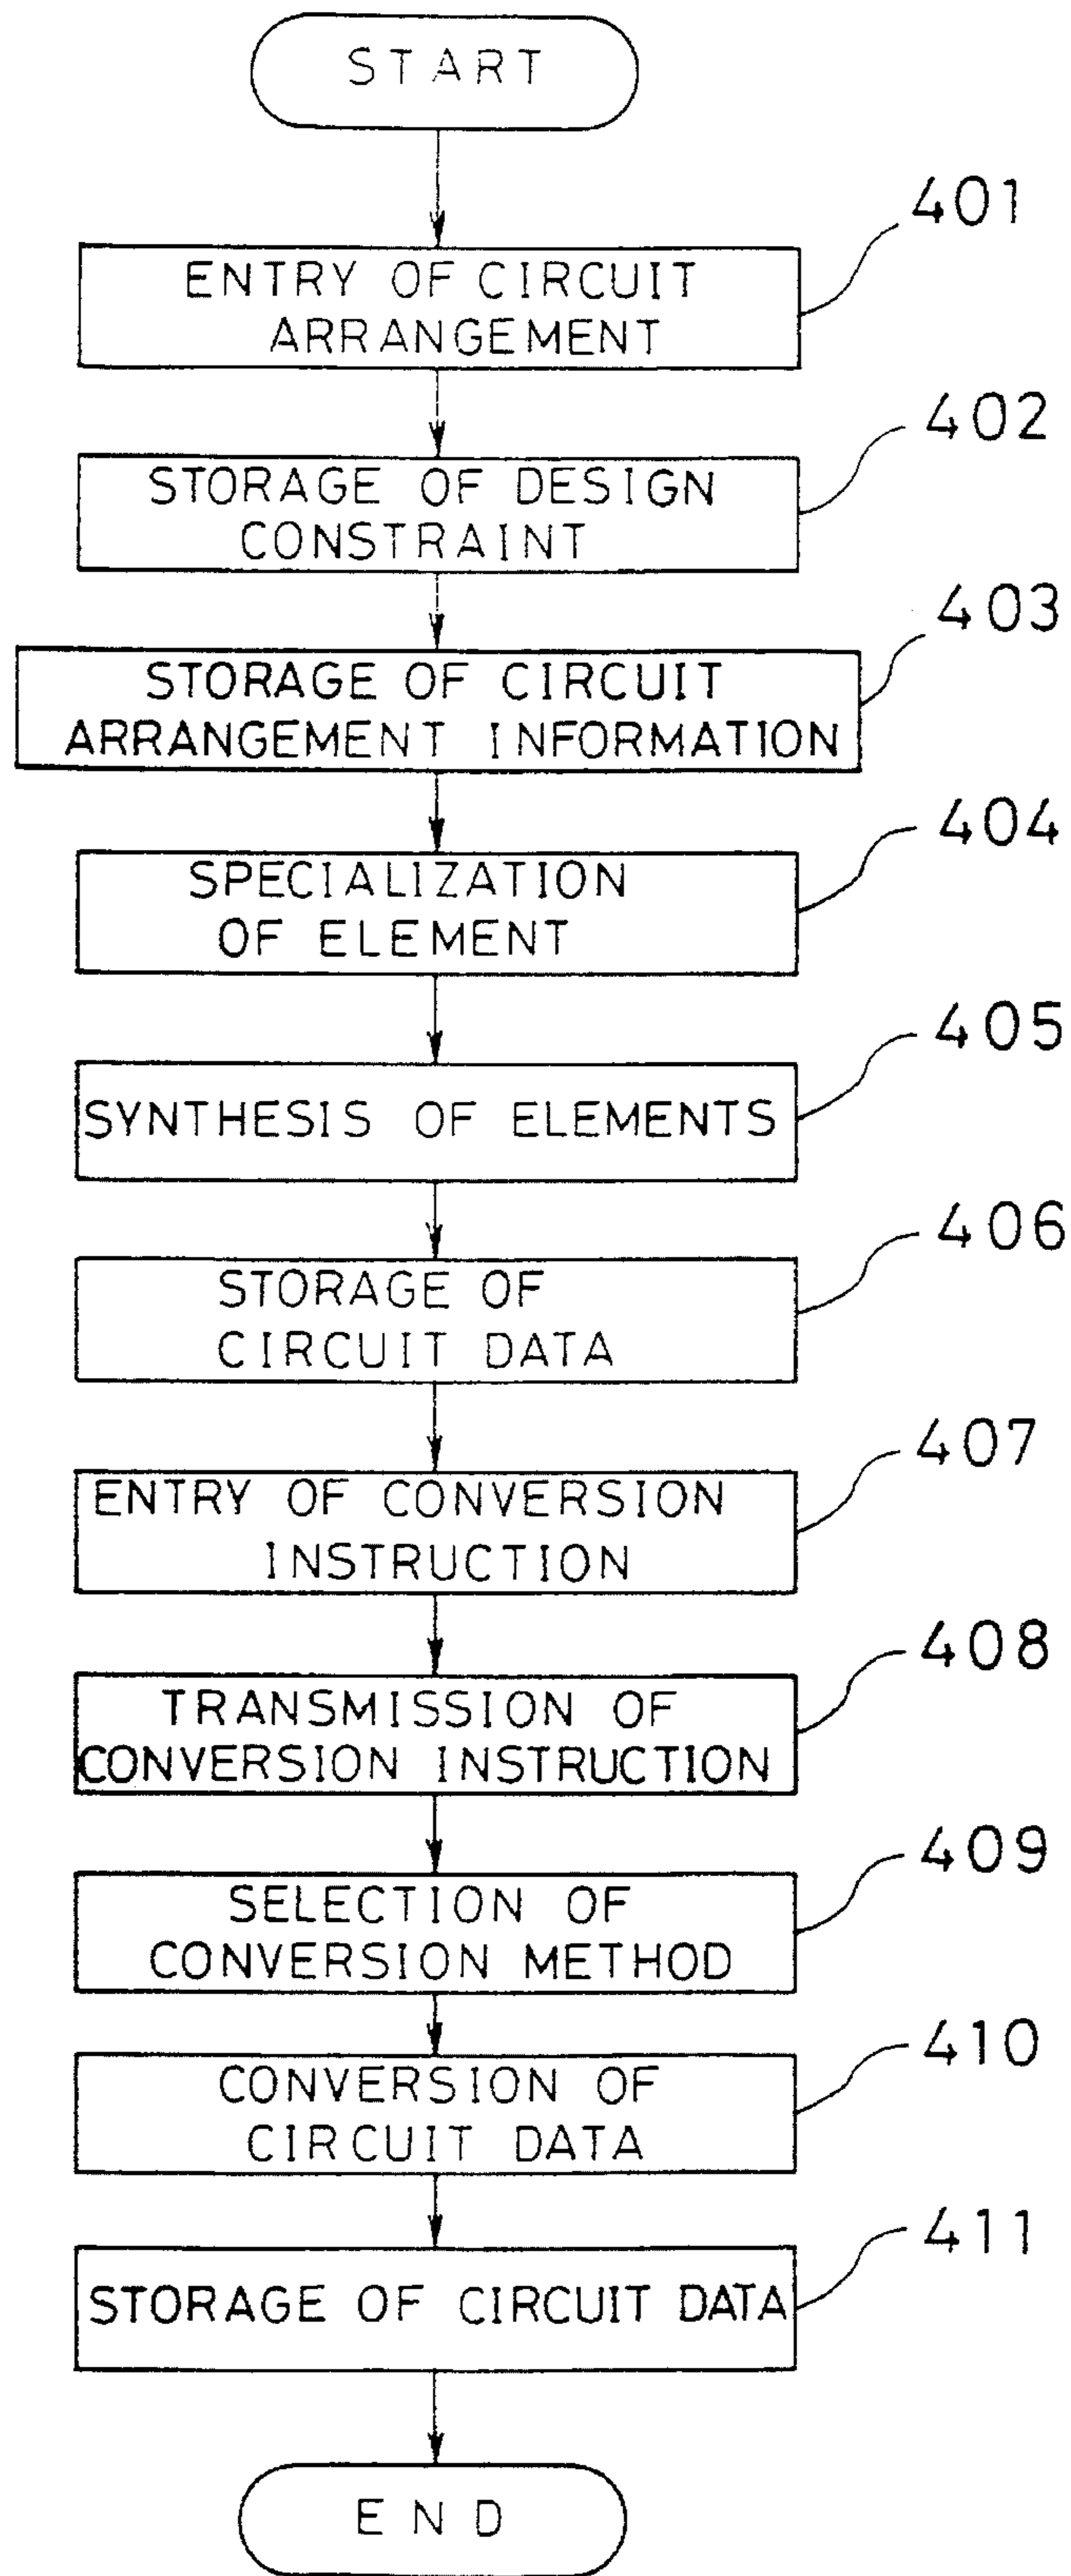 START
401
ENTRY OF CIRCUIT
ARRANGEMENT
402
STORAGE OF DESIGN
CONSTRAINT
403
STORAGE OF CIRCUIT
ARRANGEMENT INFORMATION
404
SPECIALIZATION
OF ELEMENT
405
SYNTHESIS OF ELEMENTS
406
STORAGE OF
CIRCUIT DATA
407
ENTRY OF CONVERSION
INSTRUCTION
408
TRANSMISSION OF
CONVERSION INSTRUCTION
409
SELECTION OF
CONVERSION METHOD
410
CONVERSION OF
CIRCUIT DATA
411
STORAGE OF CIRCUIT DATA
END